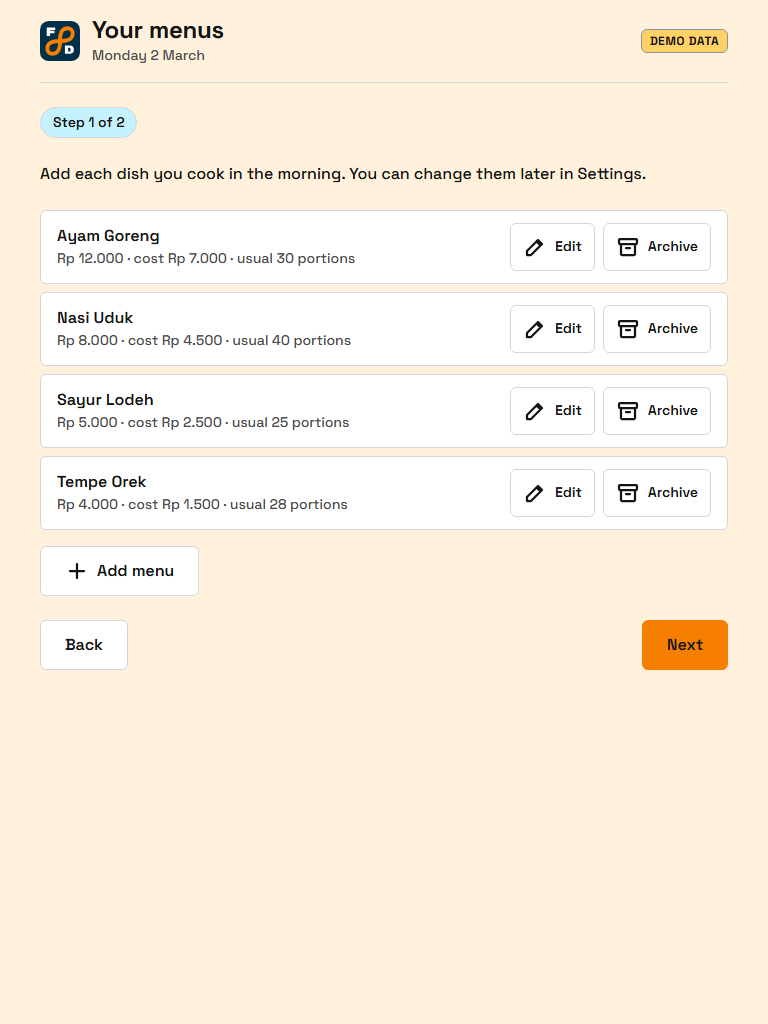 F
D
Your menus
Monday 2 March
DEMO DATA
Step 1 of 2
Add each dish you cook in the morning. You can change them later in Settings.
Ayam Goreng
Rp 12.000 · cost Rp 7.000 · usual 30 portions
Edit
Archive
Nasi Uduk
Rp 8.000 · cost Rp 4.500 · usual 40 portions
Edit
Archive
Sayur Lodeh
Rp 5.000 · cost Rp 2.500 · usual 25 portions
Edit
Archive
Tempe Orek
Rp 4.000 · cost Rp 1.500 · usual 28 portions
Edit
Archive
Add menu
Back
Next